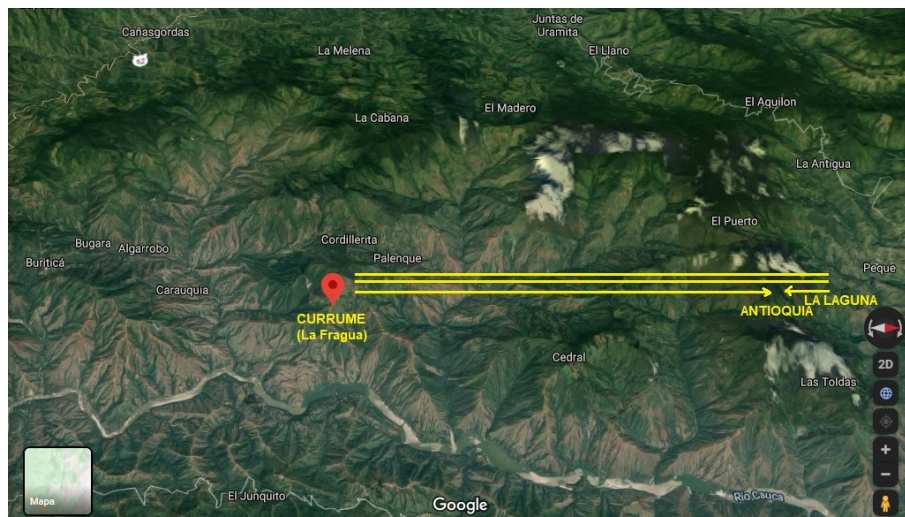 Cañasgordas
Juntas de
Uramita
La Melena
El Llano
62
El Aquilon
El Madero
La Cabana
La Antigua
El Puerto
Cordillerita
Bugara
Algarrobo
Palenque
Buriticá
Peque
Carauquia
LA LAGUNA
ANTIOQUIA
CURRUME
(La Fragua)
Cedral
2D
Las Toldas
Mapa
El Junquito
Google
Río Cauca